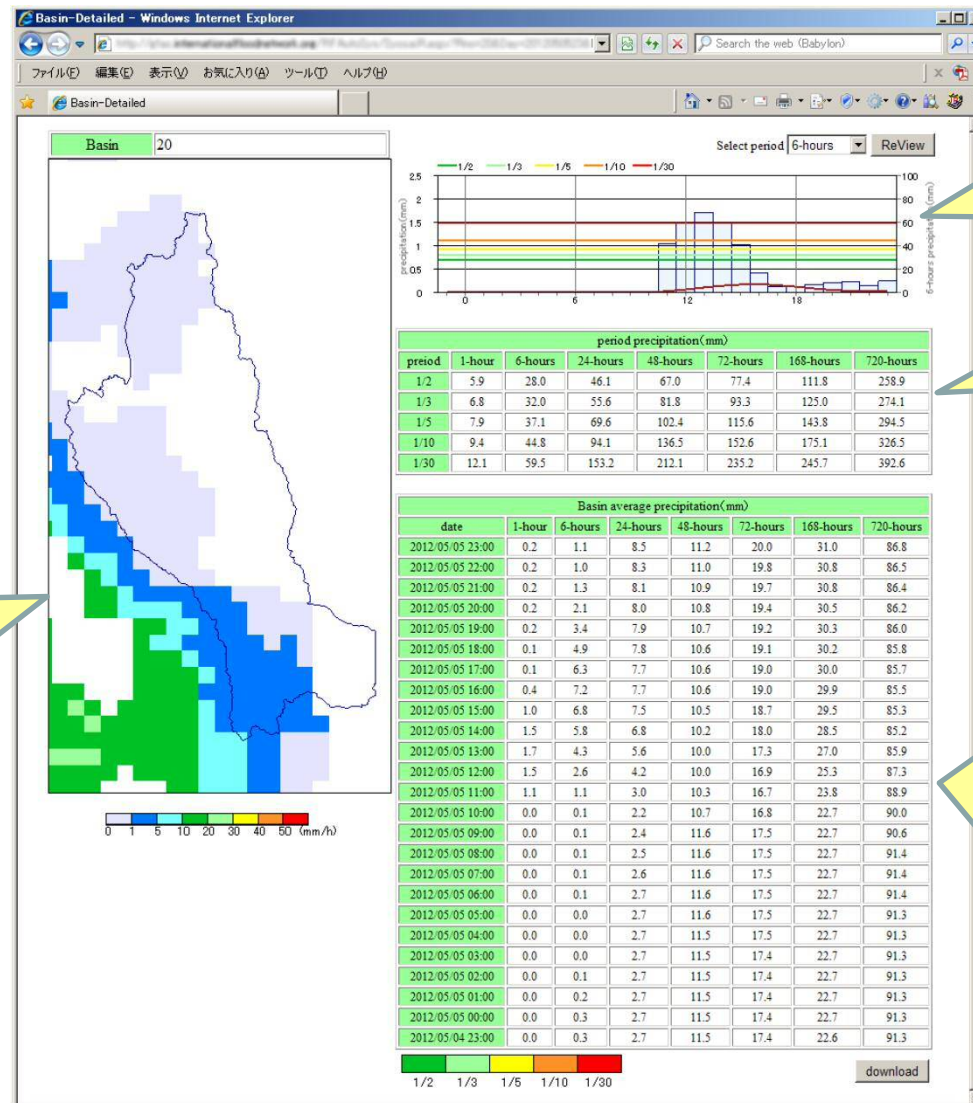 Basin-Detailed - Windows Internet Explorer
Search the web (Babylon)
ファイル(F) 編集(E) 表示(V) お気に入り(A) ツール(T) ヘルプ(H)
Basin-Detailed
Basin 20
Select period 6-hours ReView
1/2 1/3 1/5 1/10 1/30
2.5 100
2 80
1.5 60
1 40
0.5 20
0 0
0 6 12 18
precipitation(mm)
6-hours precipitation(mm)
period precipitation(mm)
preiod 1-hour 6-hours 24-hours 48-hours 72-hours 168-hours 720-hours
1/2 5.9 28.0 46.1 67.0 77.4 111.8 258.9
1/3 6.8 32.0 55.6 81.8 93.3 125.0 274.1
1/5 7.9 37.1 69.6 102.4 115.6 143.8 294.5
1/10 9.4 44.8 94.1 136.5 152.6 175.1 326.5
1/30 12.1 59.5 153.2 212.1 235.2 245.7 392.6
Basin average precipitation(mm)
date 1-hour 6-hours 24-hours 48-hours 72-hours 168-hours 720-hours
2012/05/05 23:00 0.2 1.1 8.5 11.2 20.0 31.0 86.8
2012/05/05 22:00 0.2 1.0 8.3 11.0 19.8 30.8 86.5
2012/05/05 21:00 0.2 1.3 8.1 10.9 19.7 30.8 86.4
2012/05/05 20:00 0.2 2.1 8.0 10.8 19.4 30.5 86.2
2012/05/05 19:00 0.2 3.4 7.9 10.7 19.2 30.3 86.0
2012/05/05 18:00 0.1 4.9 7.8 10.6 19.1 30.2 85.8
2012/05/05 17:00 0.1 6.3 7.7 10.6 19.0 30.0 85.7
2012/05/05 16:00 0.4 7.2 7.7 10.6 19.0 29.9 85.5
2012/05/05 15:00 1.0 6.8 7.5 10.5 18.7 29.5 85.3
2012/05/05 14:00 1.5 5.8 6.8 10.2 18.0 28.5 85.2
2012/05/05 13:00 1.7 4.3 5.6 10.0 17.3 27.0 85.9
2012/05/05 12:00 1.5 2.6 4.2 10.0 16.9 25.3 87.3
2012/05/05 11:00 1.1 1.1 3.0 10.3 16.7 23.8 88.9
2012/05/05 10:00 0.0 0.1 2.2 10.7 16.8 22.7 90.0
2012/05/05 09:00 0.0 0.1 2.4 11.6 17.5 22.7 90.6
2012/05/05 08:00 0.0 0.1 2.5 11.6 17.5 22.7 91.4
2012/05/05 07:00 0.0 0.1 2.6 11.6 17.5 22.7 91.4
2012/05/05 06:00 0.0 0.1 2.7 11.6 17.5 22.7 91.4
2012/05/05 05:00 0.0 0.0 2.7 11.6 17.5 22.7 91.3
2012/05/05 04:00 0.0 0.0 2.7 11.5 17.5 22.7 91.3
2012/05/05 03:00 0.0 0.0 2.7 11.5 17.4 22.7 91.3
2012/05/05 02:00 0.0 0.1 2.7 11.5 17.4 22.7 91.3
2012/05/05 01:00 0.0 0.2 2.7 11.5 17.4 22.7 91.3
2012/05/05 00:00 0.0 0.3 2.7 11.5 17.4 22.7 91.3
2012/05/04 23:00 0.0 0.3 2.7 11.5 17.4 22.6 91.3
0 1 5 10 20 30 40 50 (mm/h)
1/2 1/3 1/5 1/10 1/30
download